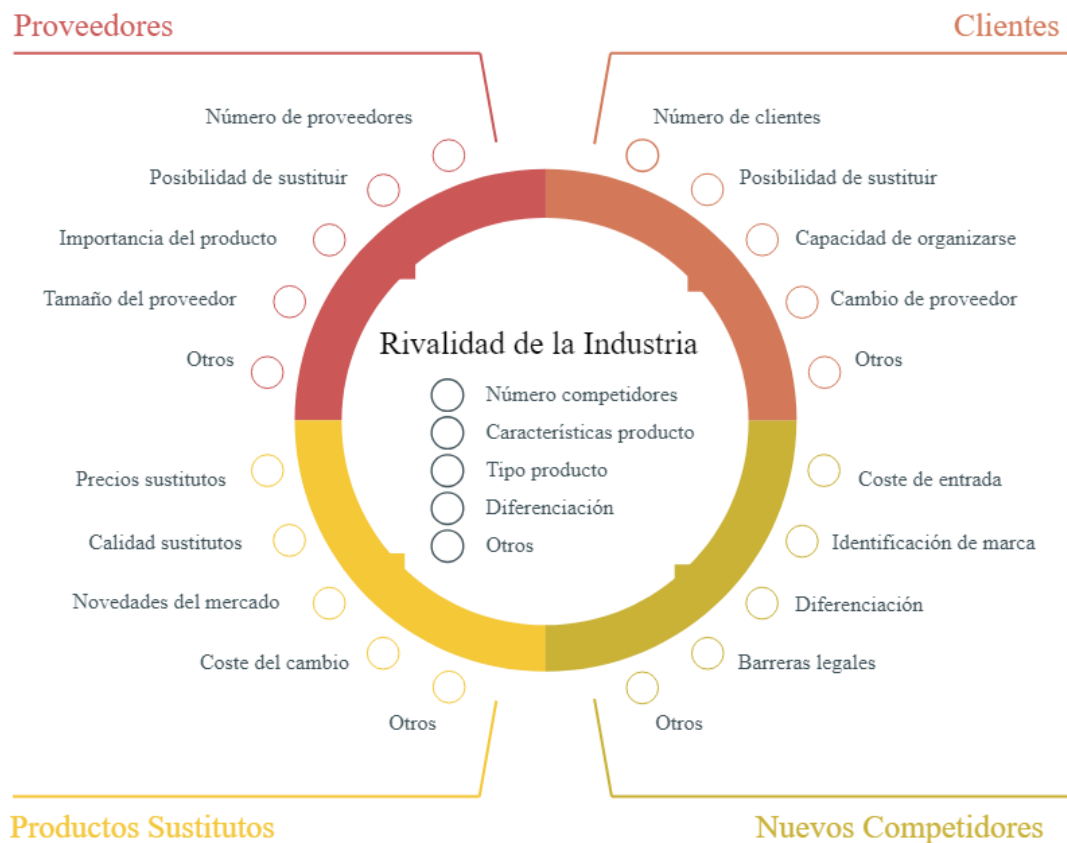 Proveedores
Número de proveedores
Posibilidad de sustituir
Importancia del producto
Tamaño del proveedor
Otros
Clientes
Número de clientes
Posibilidad de sustituir
Capacidad de organizarse
Cambio de proveedor
Otros
Rivalidad de la Industria
Número competidores
Características producto
Tipo producto
Diferenciación
Otros
Precios sustitutos
Calidad sustitutos
Novedades del mercado
Coste del cambio
Otros
Productos Sustitutos
Coste de entrada
Identificación de marca
Diferenciación
Barreras legales
Otros
Nuevos Competidores